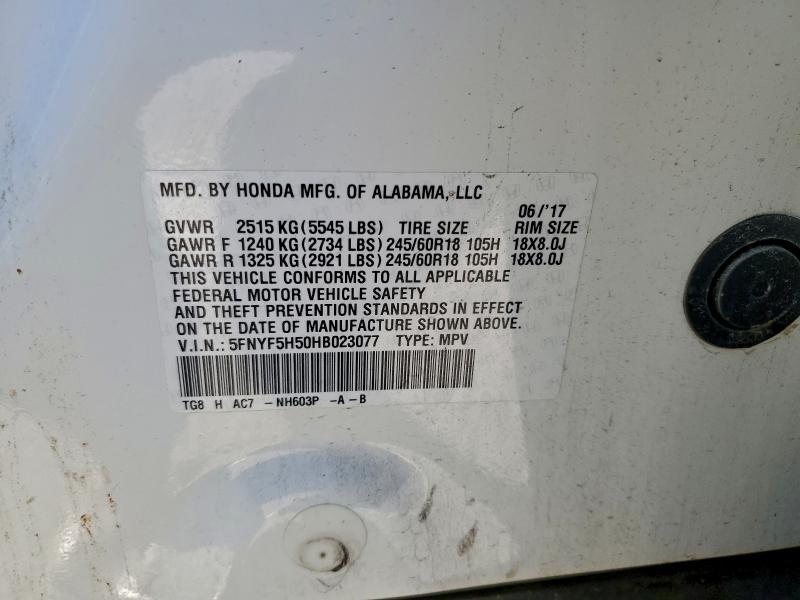 MFD. BY HONDA MFG. OF ALABAMA, LLC
06/'17
GVWR 2515 KG (5545 LBS) TIRE SIZE RIM SIZE
GAWR F 1240 KG (2734 LBS) 245/60R18 105H 18X8.0J
GAWR R 1325 KG (2921 LBS) 245/60R18 105H 18X8.0J
THIS VEHICLE CONFORMS TO ALL APPLICABLE
FEDERAL MOTOR VEHICLE SAFETY
AND THEFT PREVENTION STANDARDS IN EFFECT
ON THE DATE OF MANUFACTURE SHOWN ABOVE.
V.I.N.: 5FNYF5H50HB023077 TYPE: MPV
TG8 H AC7 - NH603P -A-B